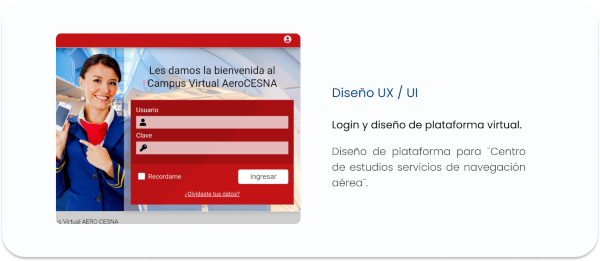 Les damos la bienvenida al
Campus Virtual AeroCESNA
Usuario
Clave
Recordame
Ingresar
¿Olvidaste tus datos?
s Virtual AERO CESNA
Diseño UX / UI
Login y diseño de plataforma virtual.
Diseño de plataforma para ¨Centro
de estudios servicios de navegación
aérea¨.